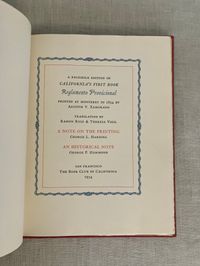 A FACSIMILE EDITION OF
CALIFORNIA'S FIRST BOOK
Reglamento Provicional
PRINTED AT MONTEREY IN 1834 BY
AGUSTIN V. ZAMORANO
TRANSLATION BY
RAMON RUIZ & THERESA VIGIL
A NOTE ON THE PRINTING
GEORGE L. HARDING
AN HISTORICAL NOTE
GEORGE P. HAMMOND
SAN FRANCISCO
THE BOOK CLUB OF CALIFORNIA
1954